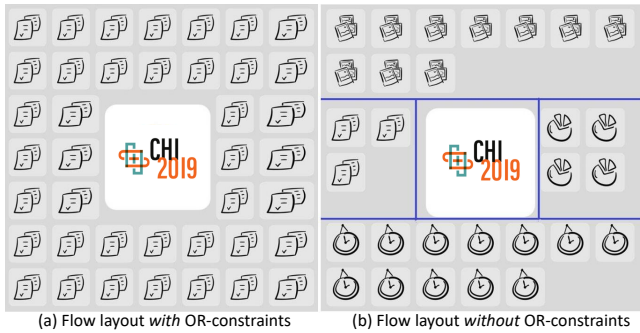 CHI
2019
CHI
2019
(a) Flow layout with OR-constraints
(b) Flow layout without OR-constraints